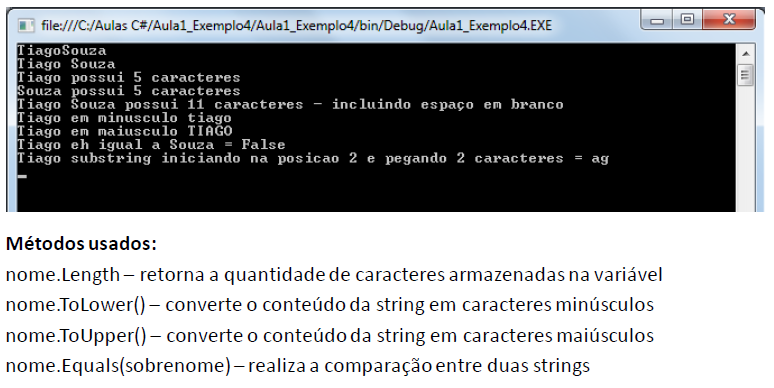 file:///C:/Aulas C#/Aula1_Exemplo4/Aula1_Exemplo4/bin/Debug/Aula1_Exemplo4.EXE
TiagoSouza
Tiago Souza
Tiago possui 5 caracteres
Souza possui 5 caracteres
Tiago Souza possui 11 caracteres - incluindo espaço em branco
Tiago em minusculo tiago
Tiago em maiusculo TIAGO
Tiago eh igual a Souza = False
Tiago substring iniciando na posicao 2 e pegando 2 caracteres = ag
Métodos usados:
nome.Length – retorna a quantidade de caracteres armazenadas na variável
nome.ToLower() – converte o conteúdo da string em caracteres minúsculos
nome.ToUpper() – converte o conteúdo da string em caracteres maiúsculos
nome.Equals(sobrenome) – realiza a comparação entre duas strings